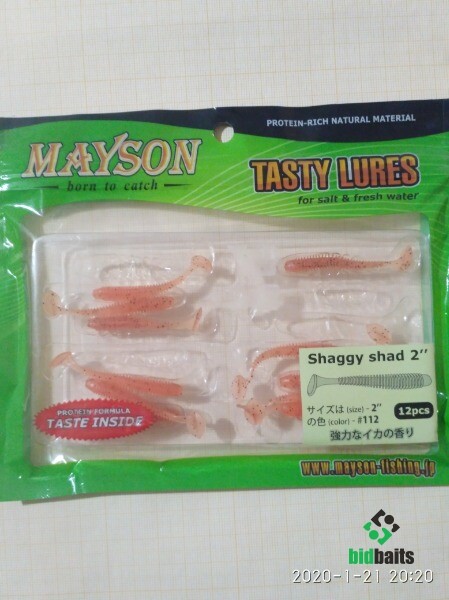 PROTEIN-RICH NATURAL MATERIAL
MAYSON
born to catch
TASTY LURES
for salt & fresh water
Shaggy shad 2''
サイズは (size) - 2''
の色 (color) - #112
12pcs
強力なイカの香り
PROTEIN FORMULA
TASTE INSIDE
www.mayson-fishing.jp
bidbaits
2020-1-21 20:20